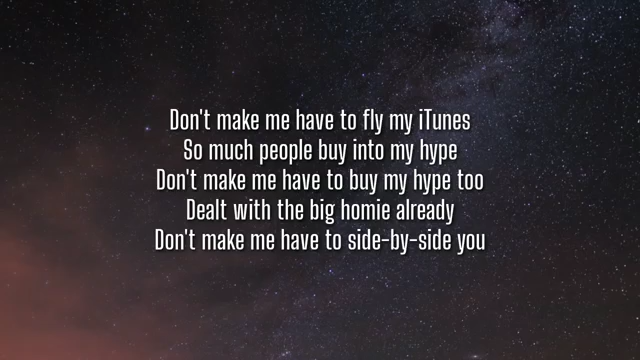 Don't make me have to fly my iTunes
So much people buy into my hype
Don't make me have to buy my hype too
Dealt with the big homie already
Don't make me have to side-by-side you